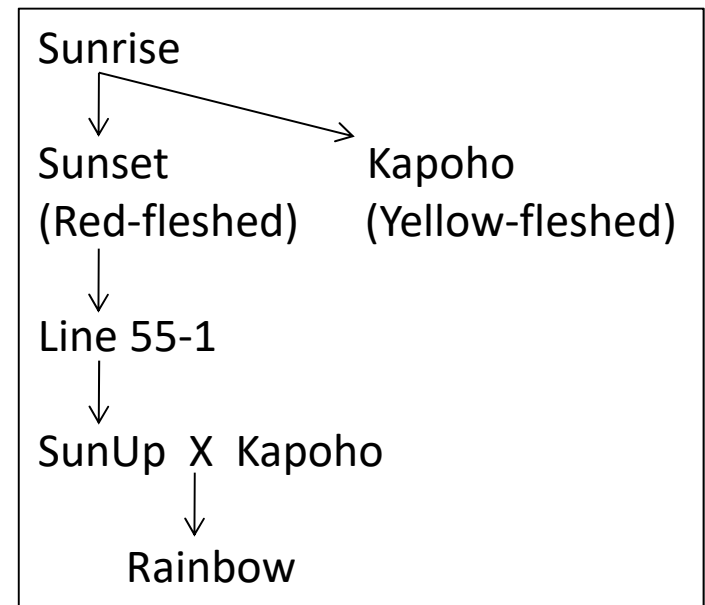 Sunrise
Sunset Kapoho
(Red-fleshed) (Yellow-fleshed)
Line 55-1
SunUp X Kapoho
Rainbow